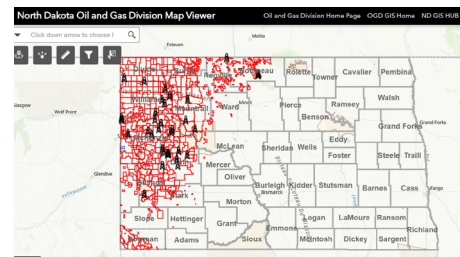 North Dakota Oil and Gas Division Map Viewer
Oil and Gas Division Home Page OGD GIS Home ND GIS HUB
Click down arrow to choose l
Estevan
Melita
Rolette
Towner
Cavalier
Pembina
Renville
Walsh
Ward
Minot
Pierce
Ramsey
Benson
Glasgow
Wolf Point
Grand Forks
Grand Forks
Eddy
McLean
Sheridan
Wells
Foster
Steele
Traill
Glendive
Mercer
Oliver
Burleigh
Kidder
Stutsman
Barnes
Cass
Fargo
Bismarck
Morton
Stark
Slope
Hettinger
Grant
Logan
LaMoure
Ransom
Emmons
Richland
Bowman
Adams
Sioux
McIntosh
Dickey
Sargent